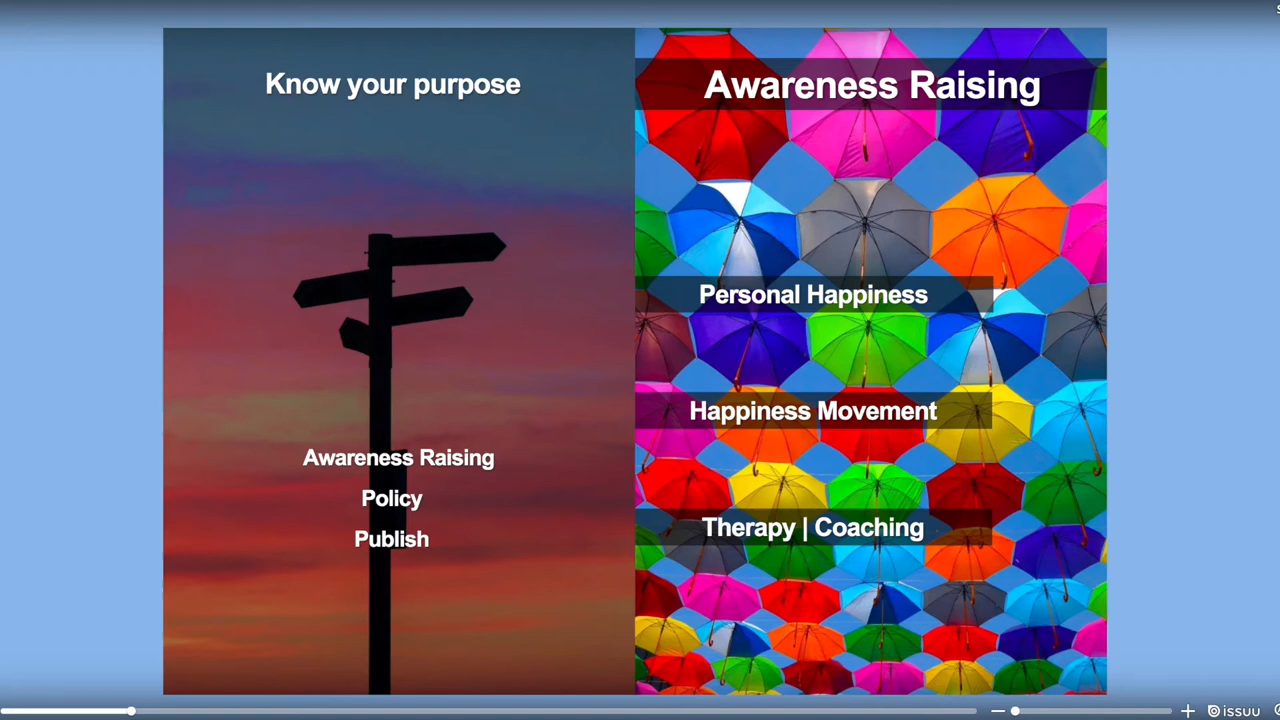 Know your purpose
Awareness Raising
Policy
Publish
Awareness Raising
Personal Happiness
Happiness Movement
Therapy | Coaching
issuu